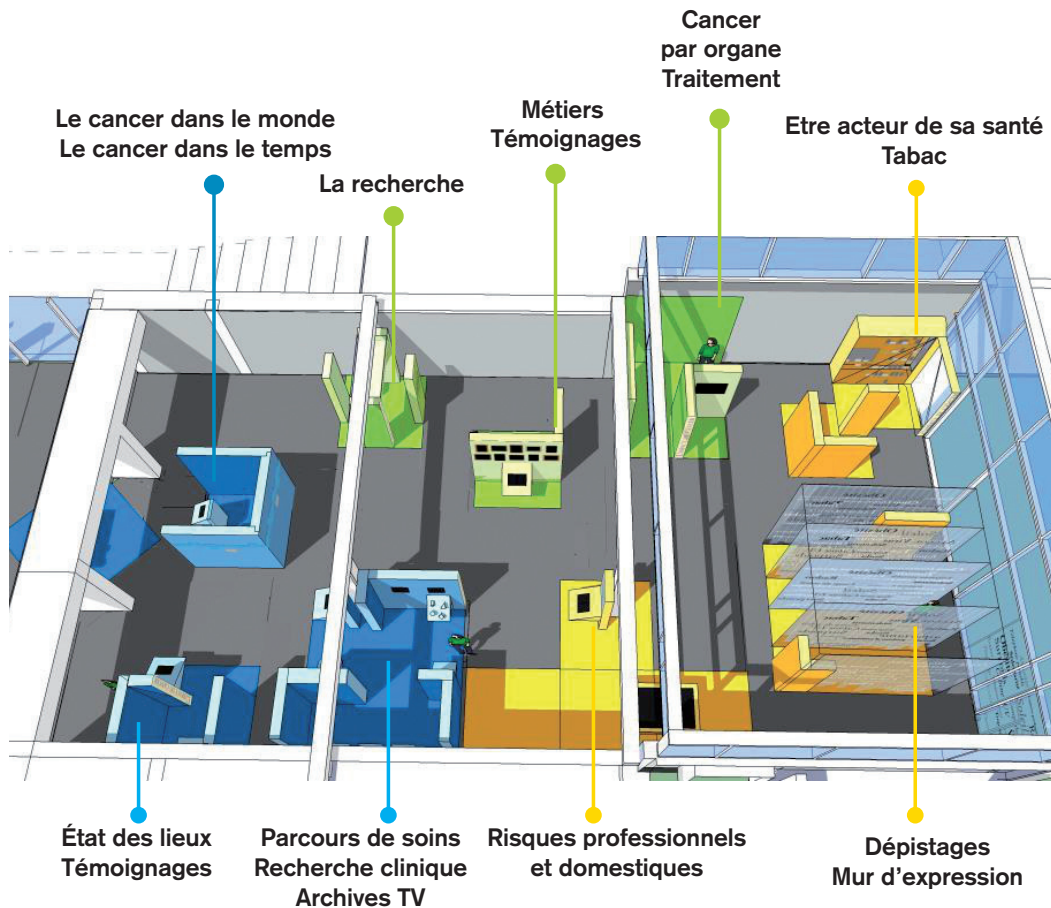 Cancer
par organe
Traitement
Métiers
Témoignages
Etre acteur de sa santé
Tabac
Le cancer dans le monde
Le cancer dans le temps
La recherche
État des lieux
Témoignages
Parcours de soins
Recherche clinique
Archives TV
Risques professionnels
et domestiques
Dépistages
Mur d'expression